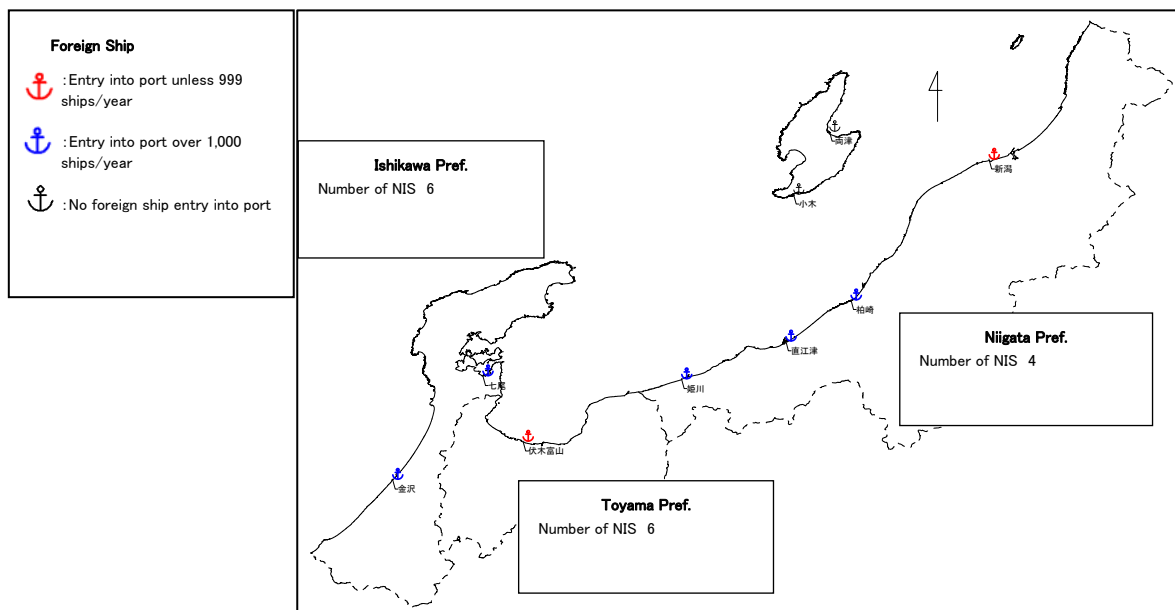 Foreign Ship
:Entry into port unless 999
ships/year
:Entry into port over 1,000
ships/year
:No foreign ship entry into port
Ishikawa Pref.
Number of NIS 6
両津
小木
新潟
柏崎
直江津
姫川
七尾
伏木富山
金沢
Niigata Pref.
Number of NIS 4
Toyama Pref.
Number of NIS 6